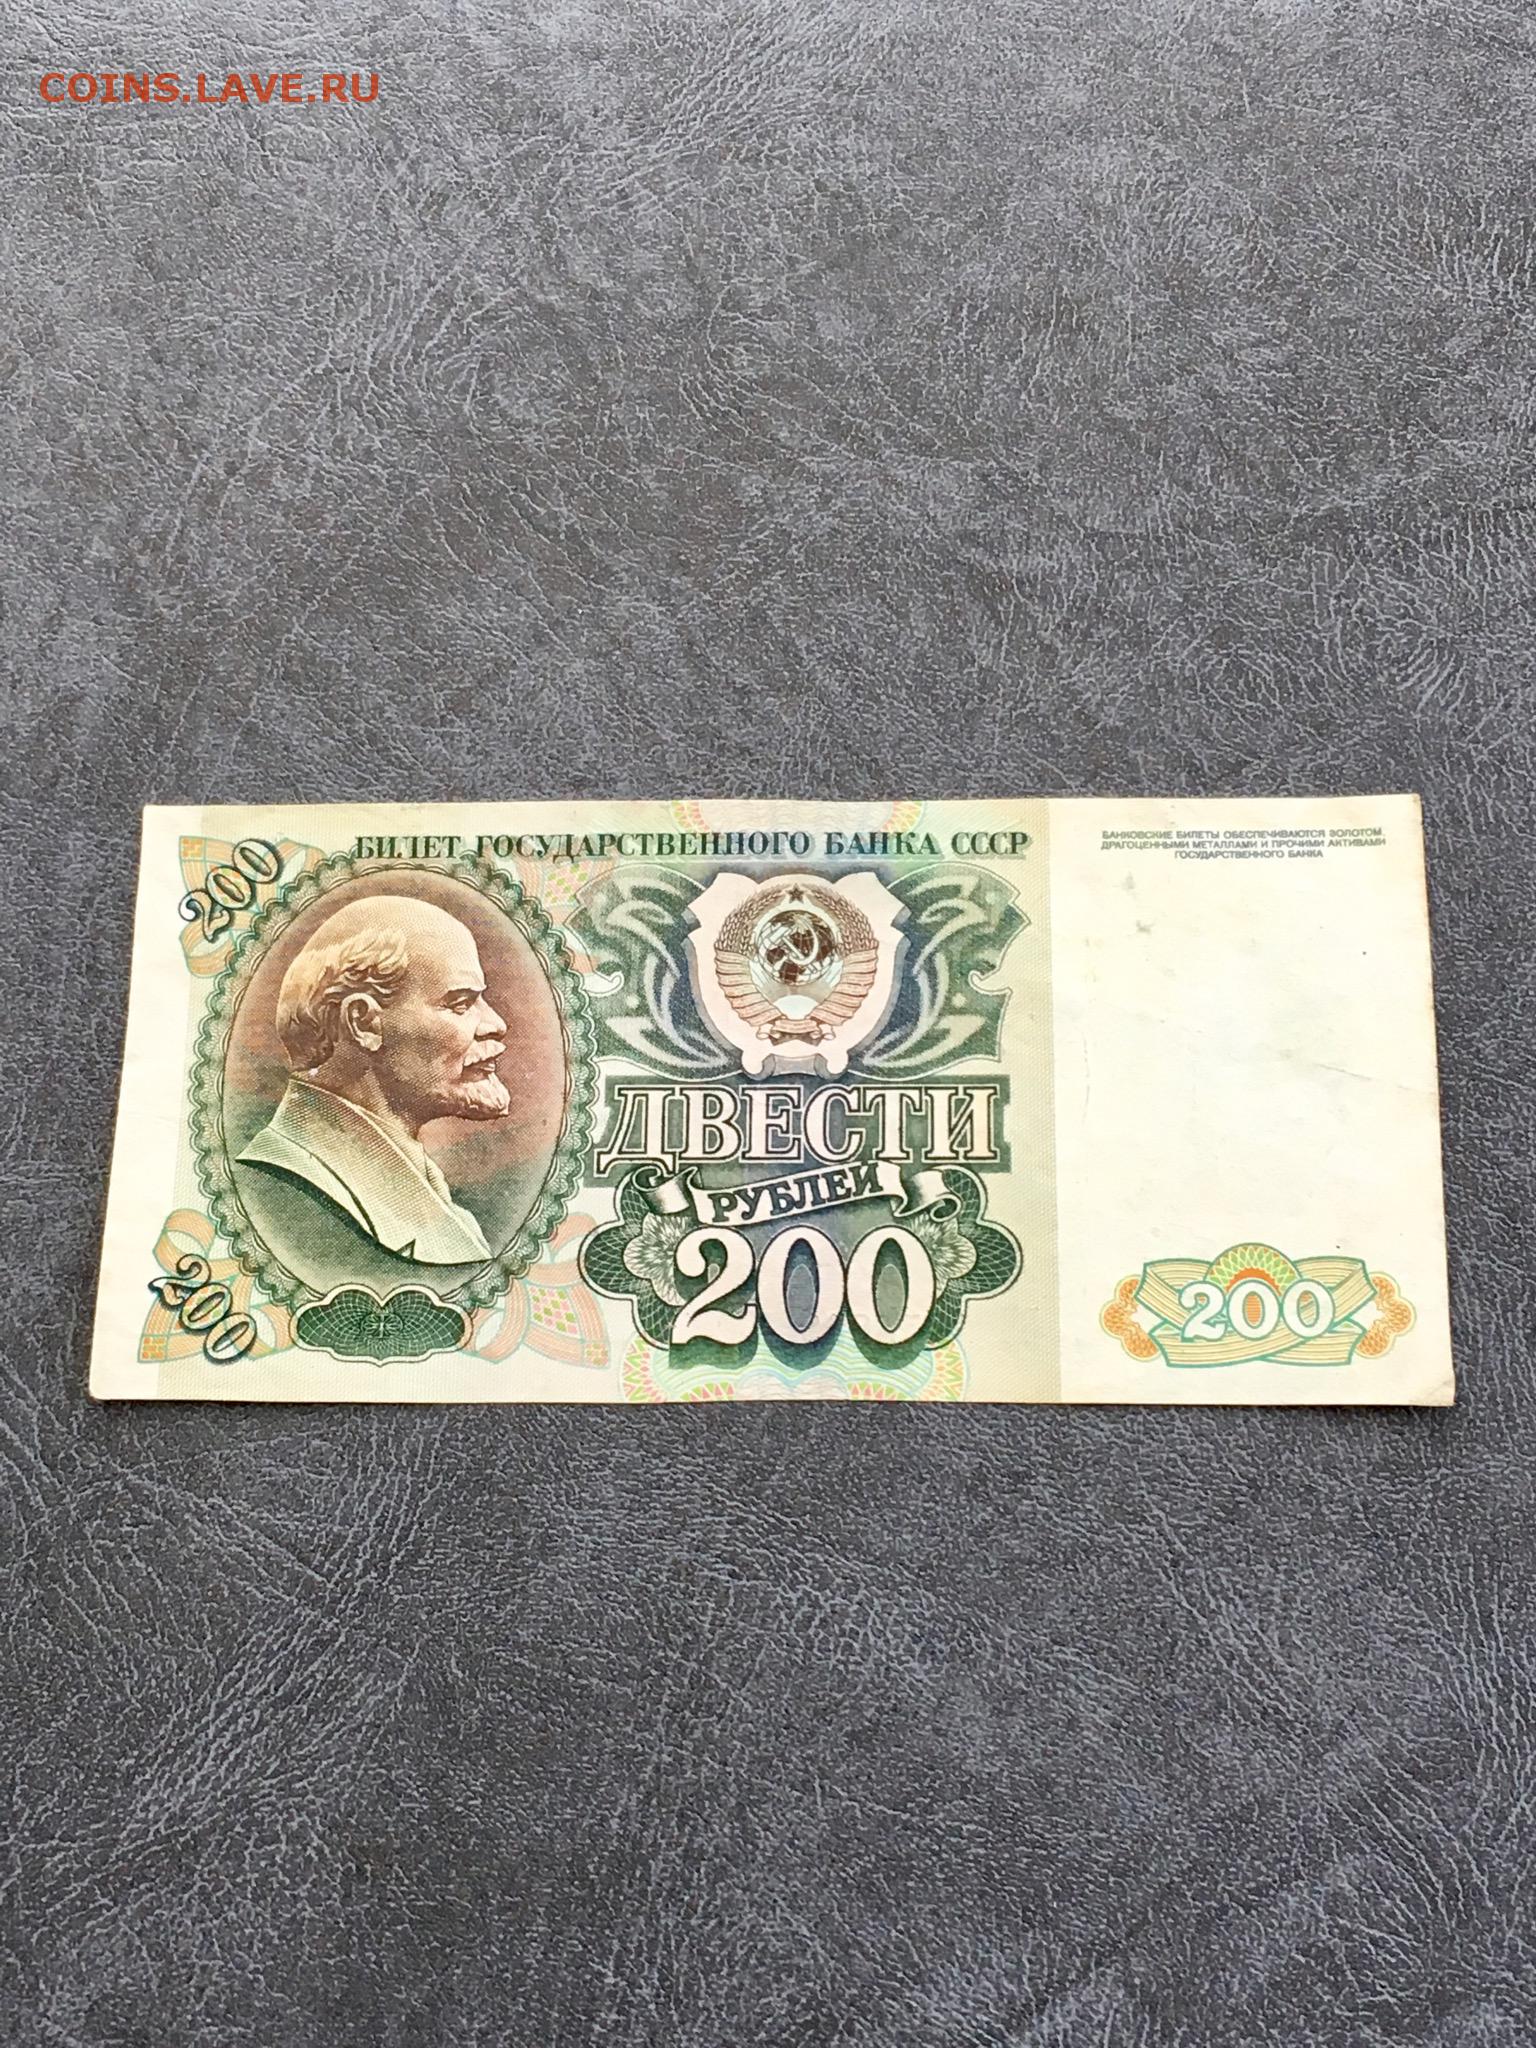 COINS.LAVE.RU
БИЛЕТ ГОСУДАРСТВЕННОГО БАНКА СССР
БАНКОВСКИЕ БИЛЕТЫ ОБЕСПЕЧИВАЮТСЯ ЗОЛОТОМ,
ДРАГОЦЕННЫМИ МЕТАЛЛАМИ И ПРОЧИМИ АКТИВАМИ
ГОСУДАРСТВЕННОГО БАНКА
200
ДВЕСТИ
РУБЛЕЙ
200
200
200